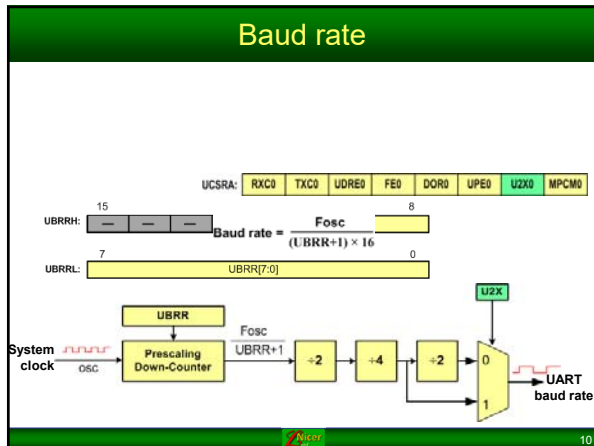 Baud rate
UCSRA: RXC0 TXC0 UDRE0 FE0 DOR0 UPE0 U2X0 MPCM0
15 8
UBRRH: — — —
Baud rate = Fosc
(UBRR+1) × 16
7 0
UBRRL: UBRR[7:0]
U2X
UBRR
System clock
OSC
Prescaling
Down-Counter
Fosc
UBRR+1
÷2 ÷4 ÷2 0
1
UART
baud rate
Nicer
10